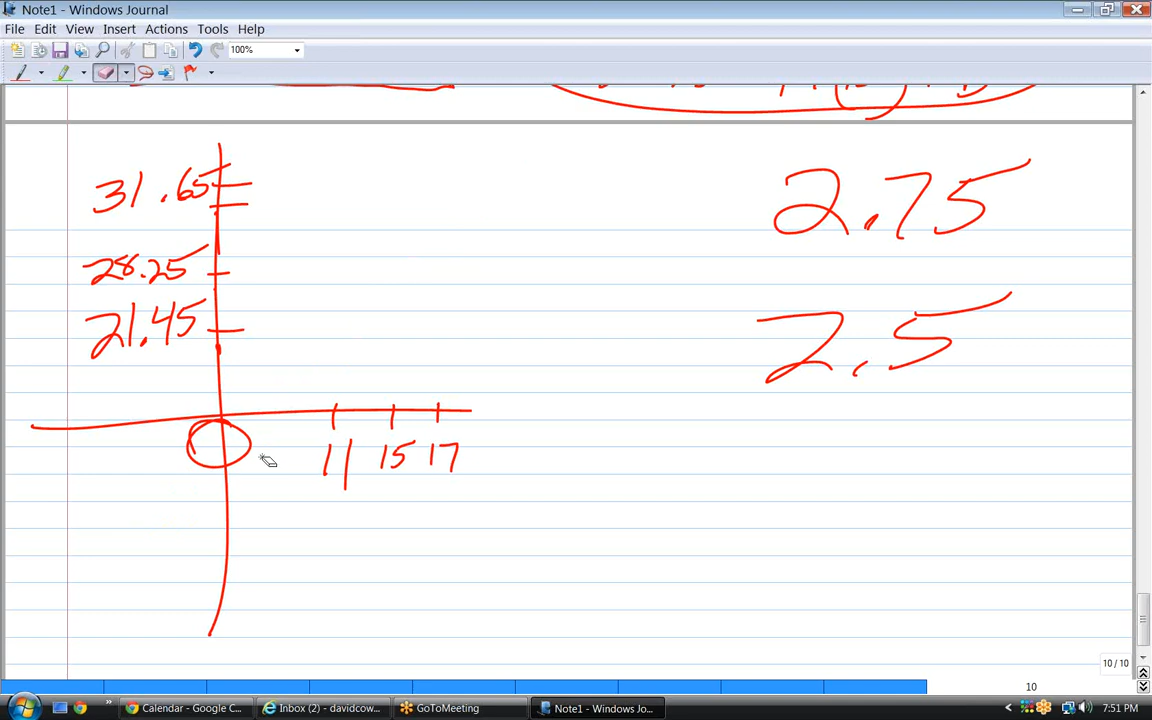 Note1 - Windows Journal
File Edit View Insert Actions Tools Help
100%
31.65
2.75
28.25
21.45
2.5
11 15 17
10/10
10
Calendar - Google C...
Inbox (2) - davidcow...
GoToMeeting
Note1 - Windows Jo...
7:51 PM